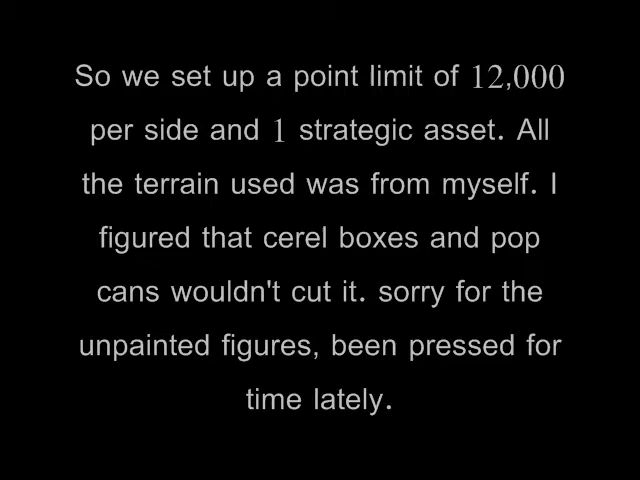 So we set up a point limit of 12,000
per side and 1 strategic asset. All
the terrain used was from myself. I
figured that cerel boxes and pop
cans wouldn't cut it. sorry for the
unpainted figures, been pressed for
time lately.